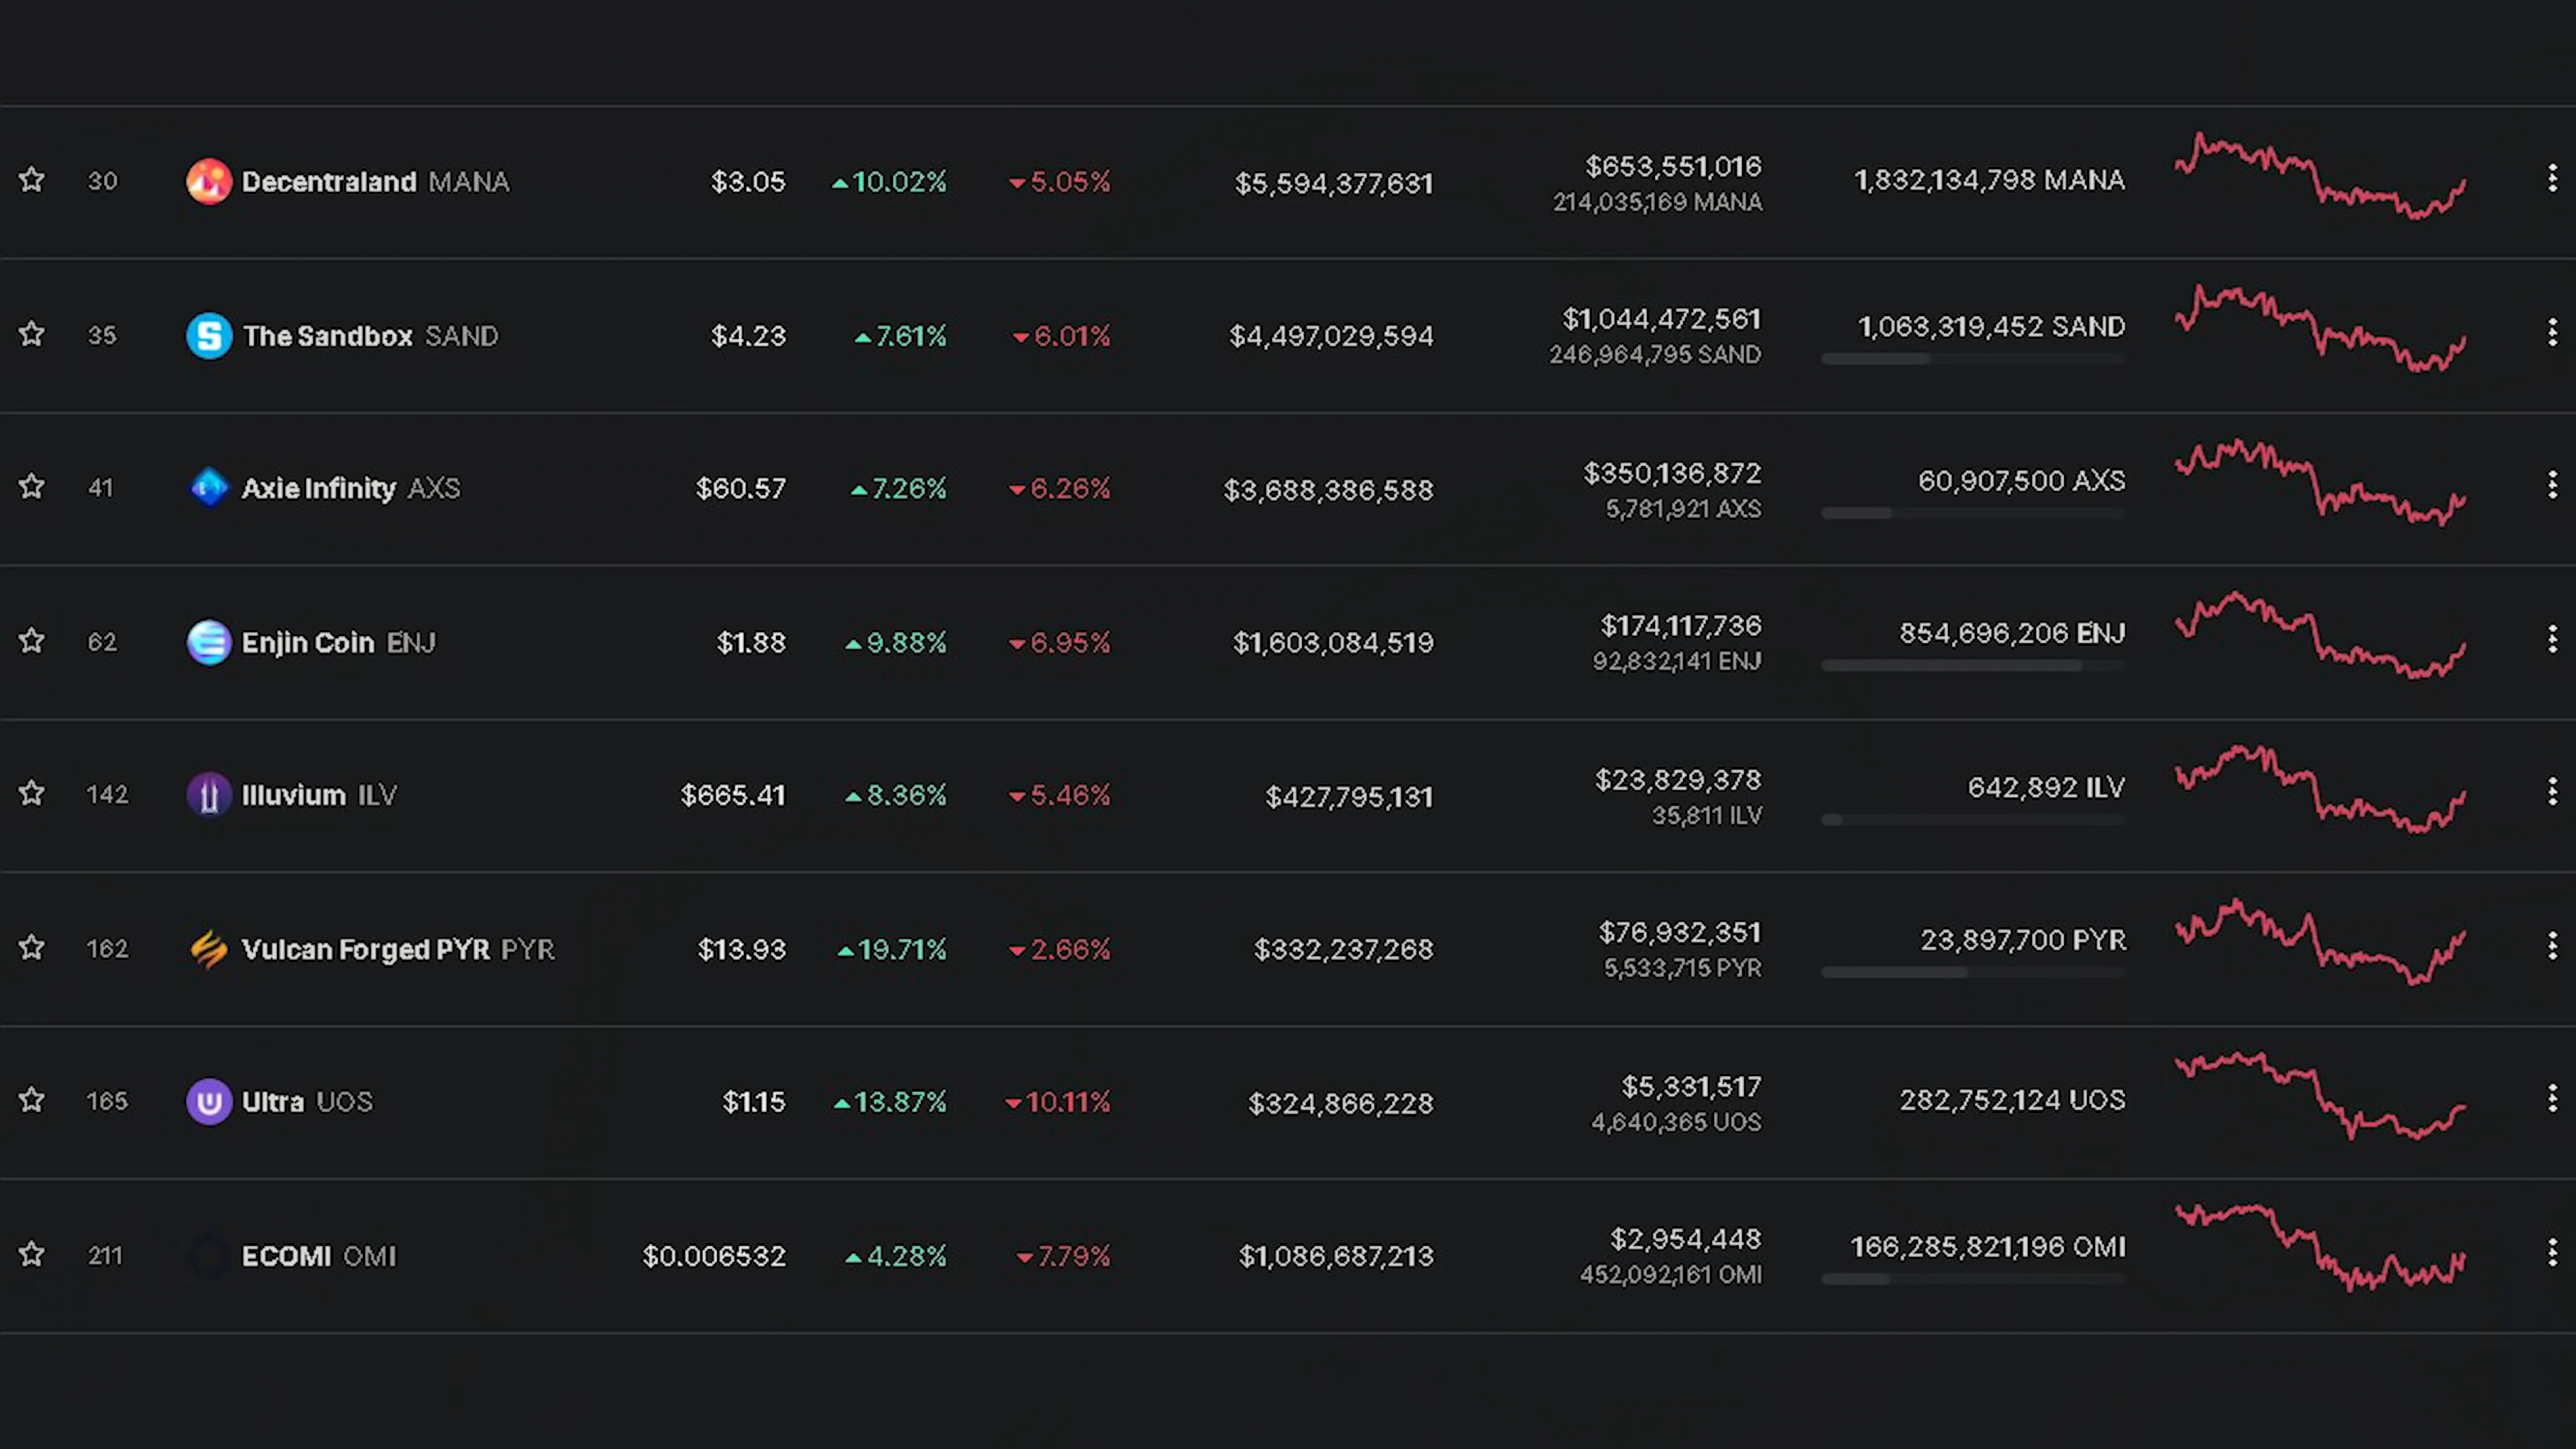 30 Decentraland MANA $3.05 ▲10.02% ▼5.05% $5,594,377,631 $653,551,016 1,832,134,798 MANA
214,035,169 MANA
35 The Sandbox SAND $4.23 ▲7.61% ▼6.01% $4,497,029,594 $1,044,472,561 1,063,319,452 SAND
246,964,795 SAND
41 Axie Infinity AXS $60.57 ▲7.26% ▼6.26% $3,688,386,588 $350,136,872 60,907,500 AXS
5,781,921 AXS
62 Enjin Coin ENJ $1.88 ▲9.88% ▼6.95% $1,603,084,519 $174,117,736 854,696,206 ENJ
92,832,141 ENJ
142 Illuvium ILV $665.41 ▲8.36% ▼5.46% $427,795,131 $23,829,378 642,892 ILV
35,811 ILV
162 Vulcan Forged PYR PYR $13.93 ▲19.71% ▼2.66% $332,237,268 $76,932,351 23,897,700 PYR
5,533,715 PYR
165 Ultra UOS $1.15 ▲13.87% ▼10.11% $324,866,228 $5,331,517 282,752,124 UOS
4,640,365 UOS
211 ECOMI OMI $0.006532 ▲4.28% ▼7.79% $1,086,687,213 $2,954,448 166,285,821,196 OMI
452,092,161 OMI